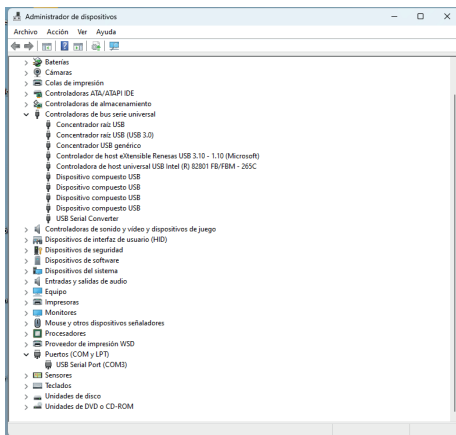 Administrador de dispositivos
Archivo Acción Ver Ayuda
Baterías
Cámaras
Colas de impresión
Controladoras ATA/ATAPI IDE
Controladoras de almacenamiento
Controladoras de bus serie universal
Concentrador raíz USB
Concentrador raíz USB (USB 3.0)
Concentrador USB genérico
Controlador de host eXtensible Renesas USB 3.10 - 1.10 (Microsoft)
Controladora de host universal USB Intel (R) 82801 FB/FBM - 265C
Dispositivo compuesto USB
Dispositivo compuesto USB
Dispositivo compuesto USB
Dispositivo compuesto USB
USB Serial Converter
Controladoras de sonido y vídeo y dispositivos de juego
Dispositivos de interfaz de usuario (HID)
Dispositivos de seguridad
Dispositivos de software
Dispositivos del sistema
Entradas y salidas de audio
Equipo
Impresoras
Monitores
Mouse y otros dispositivos señaladores
Procesadores
Proveedor de impresión WSD
Puertos (COM y LPT)
USB Serial Port (COM3)
Sensores
Teclados
Unidades de disco
Unidades de DVD o CD-ROM